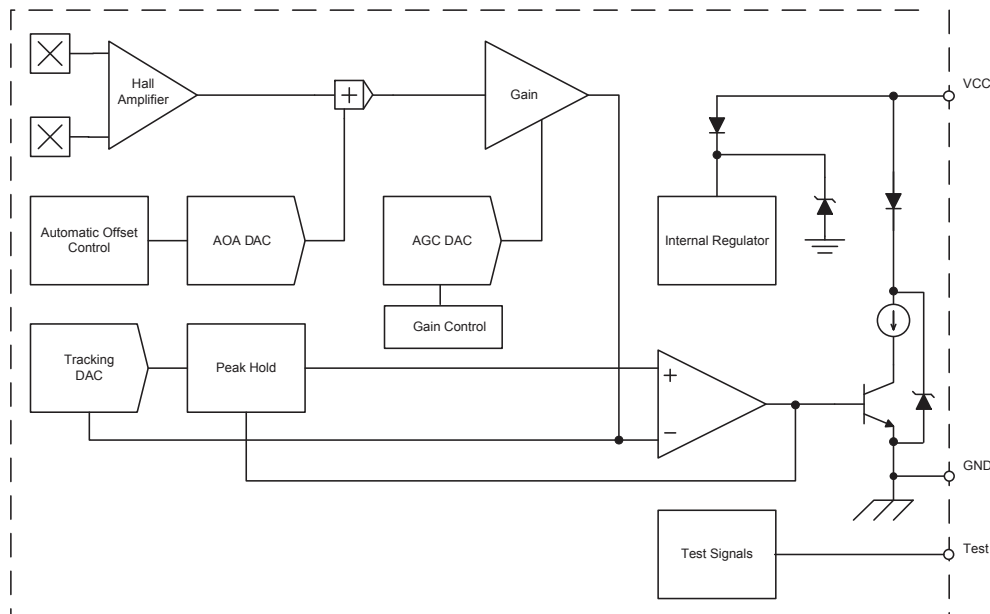 Hall
Amplifier
+
Gain
VCC
Automatic Offset
Control
AOA DAC
AGC DAC
Internal Regulator
Gain Control
Tracking
DAC
Peak Hold
+
−
GND
Test Signals
Test